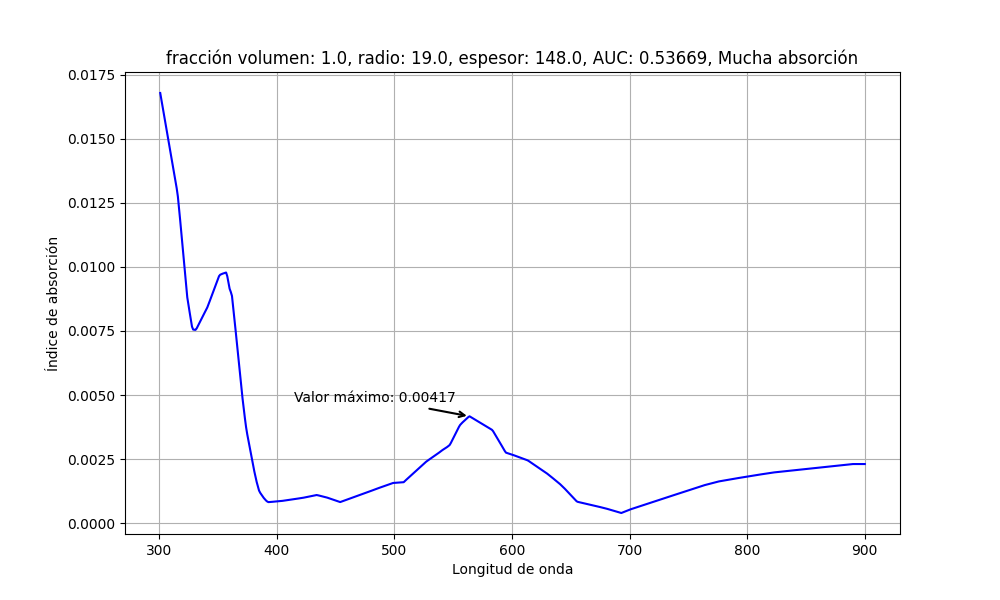 fracción volumen: 1.0, radio: 19.0, espesor: 148.0, AUC: 0.53669, Mucha absorción
Índice de absorción
0.0175
0.0150
0.0125
0.0100
0.0075
0.0050
0.0025
0.0000
Valor máximo: 0.00417
300 400 500 600 700 800 900
Longitud de onda